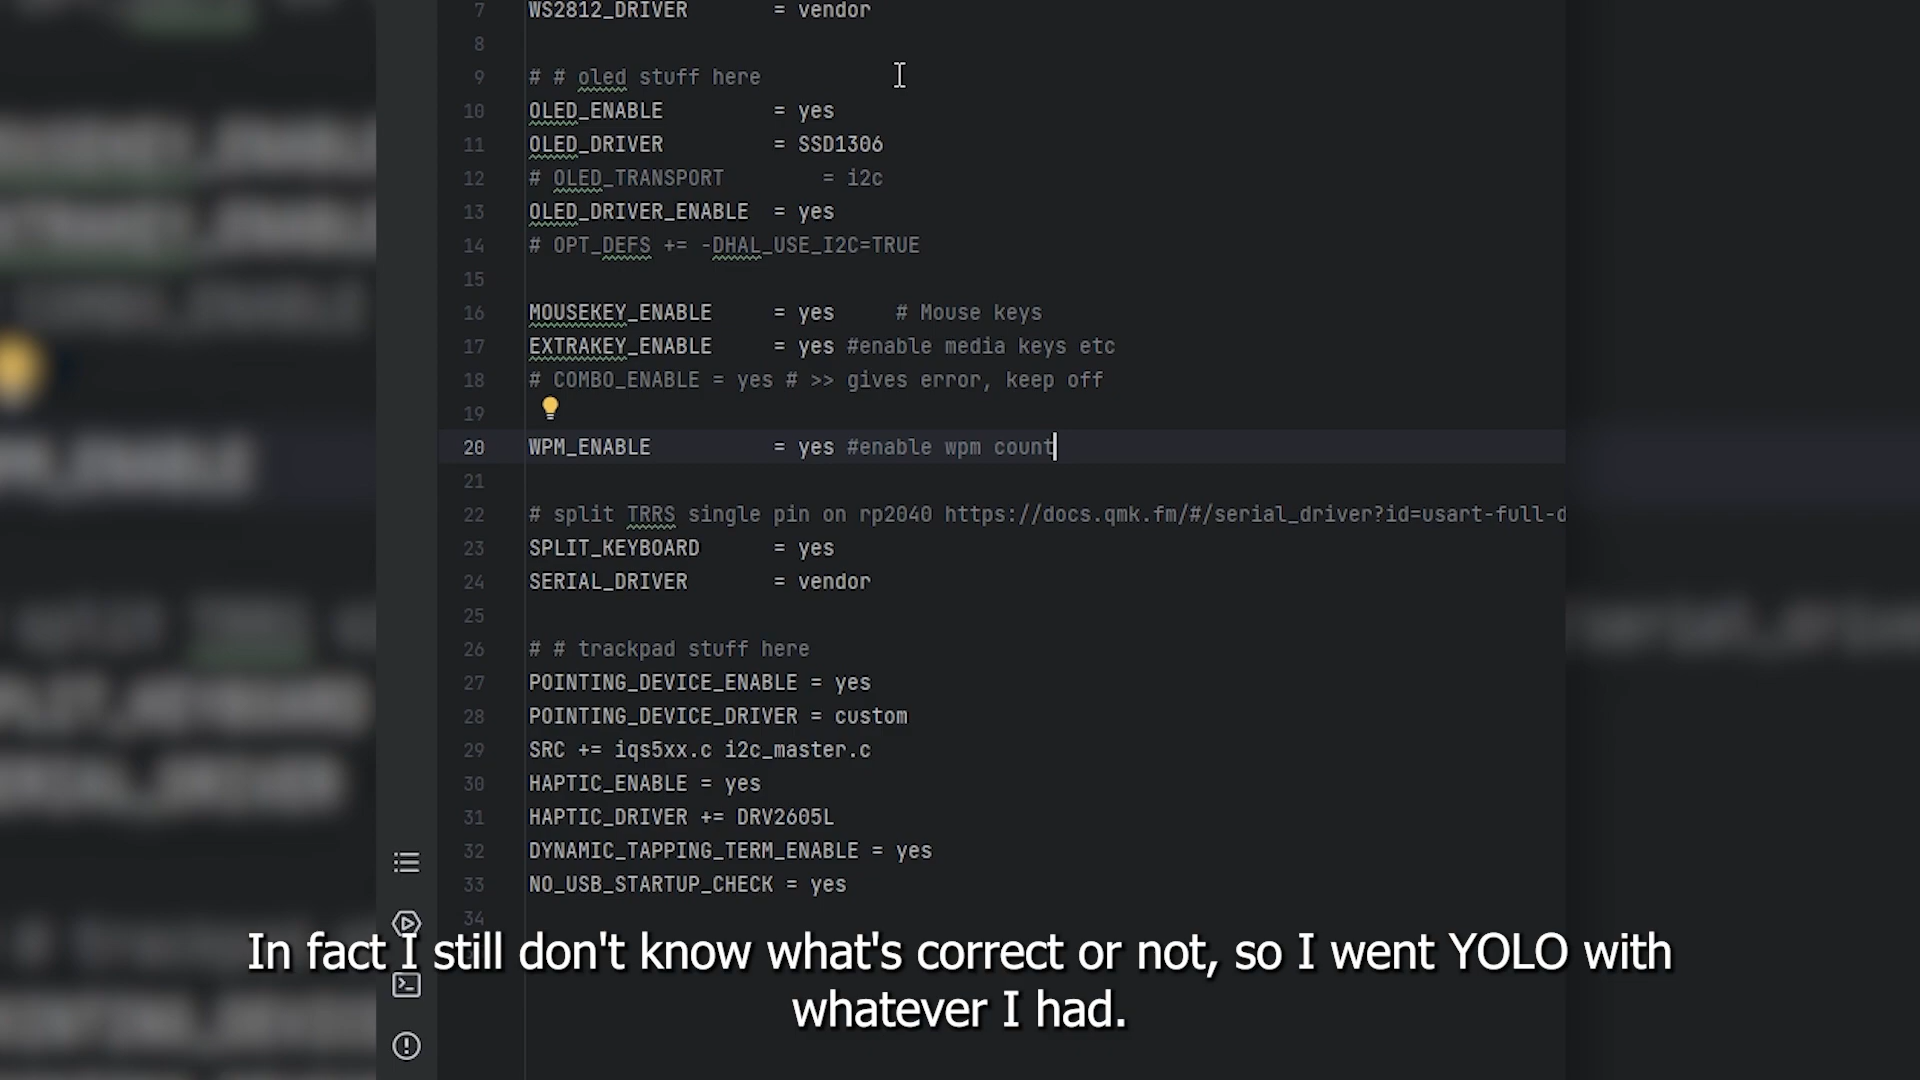 7 WS2812_DRIVER = vendor
8
9 # # oled stuff here
10 OLED_ENABLE = yes
11 OLED_DRIVER = SSD1306
12 # OLED_TRANSPORT = i2c
13 OLED_DRIVER_ENABLE = yes
14 # OPT_DEFS += -DHAL_USE_I2C=TRUE
15
16 MOUSEKEY_ENABLE = yes # Mouse keys
17 EXTRAKEY_ENABLE = yes #enable media keys etc
18 # COMBO_ENABLE = yes # >> gives error, keep off
19
20 WPM_ENABLE = yes #enable wpm count
21
22 # split TRRS single pin on rp2040 https://docs.qmk.fm/#/serial_driver?id=usart-full-d
23 SPLIT_KEYBOARD = yes
24 SERIAL_DRIVER = vendor
25
26 # # trackpad stuff here
27 POINTING_DEVICE_ENABLE = yes
28 POINTING_DEVICE_DRIVER = custom
29 SRC += iqs5xx.c i2c_master.c
30 HAPTIC_ENABLE = yes
31 HAPTIC_DRIVER += DRV2605L
32 DYNAMIC_TAPPING_TERM_ENABLE = yes
33 NO_USB_STARTUP_CHECK = yes
34
In fact I still don't know what's correct or not, so I went YOLO with
whatever I had.